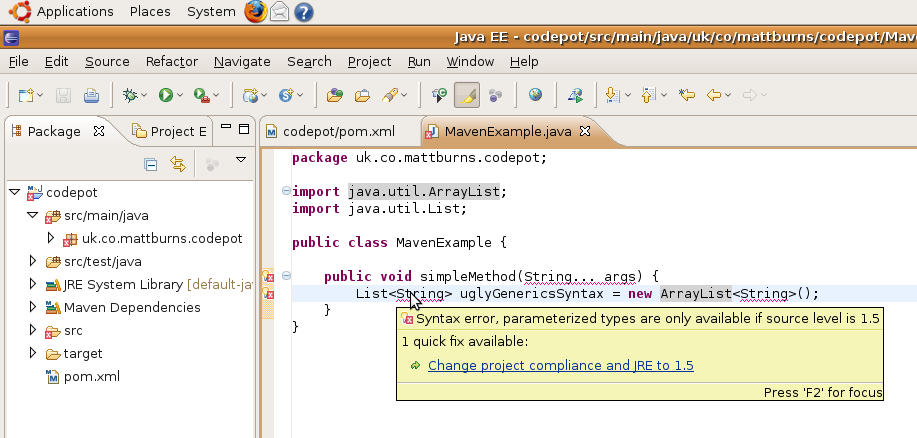 Applications Places System
Java EE - codepot/src/main/java/uk/co/mattburns/codepot/Mav
File Edit Source Refactor Navigate Search Project Run Window Help
Package Project E
codepot/pom.xml MavenExample.java
codepot
src/main/java
uk.co.mattburns.codepot
src/test/java
JRE System Library [default-ja
Maven Dependencies
src
target
pom.xml
package uk.co.mattburns.codepot;
import java.util.ArrayList;
import java.util.List;
public class MavenExample {
public void simpleMethod(String... args) {
List<String> uglyGenericsSyntax = new ArrayList<String>();
}
}
Syntax error, parameterized types are only available if source level is 1.5
1 quick fix available:
Change project compliance and JRE to 1.5
Press 'F2' for focus